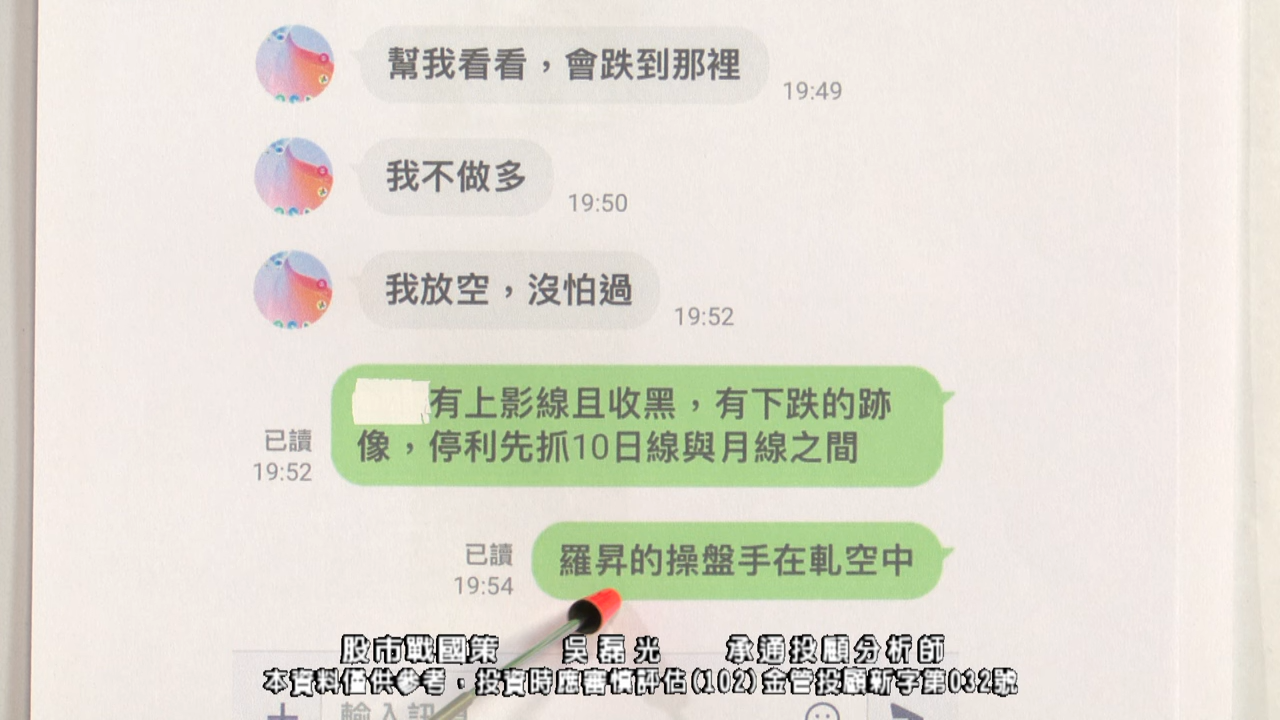 幫我看看，會跌到那裡
19:49
我不做多
19:50
我放空，沒怕過
19:52
有上影線且收黑，有下跌的跡
像，停利先抓10日線與月線之間
已讀
19:52
羅昇的操盤手在軋空中
已讀
19:54
股市戰國策 吳磊光 承通投顧分析師
本資料僅供參考，投資時應審慎評估(102)金管投顧新字第032號
輸入訊